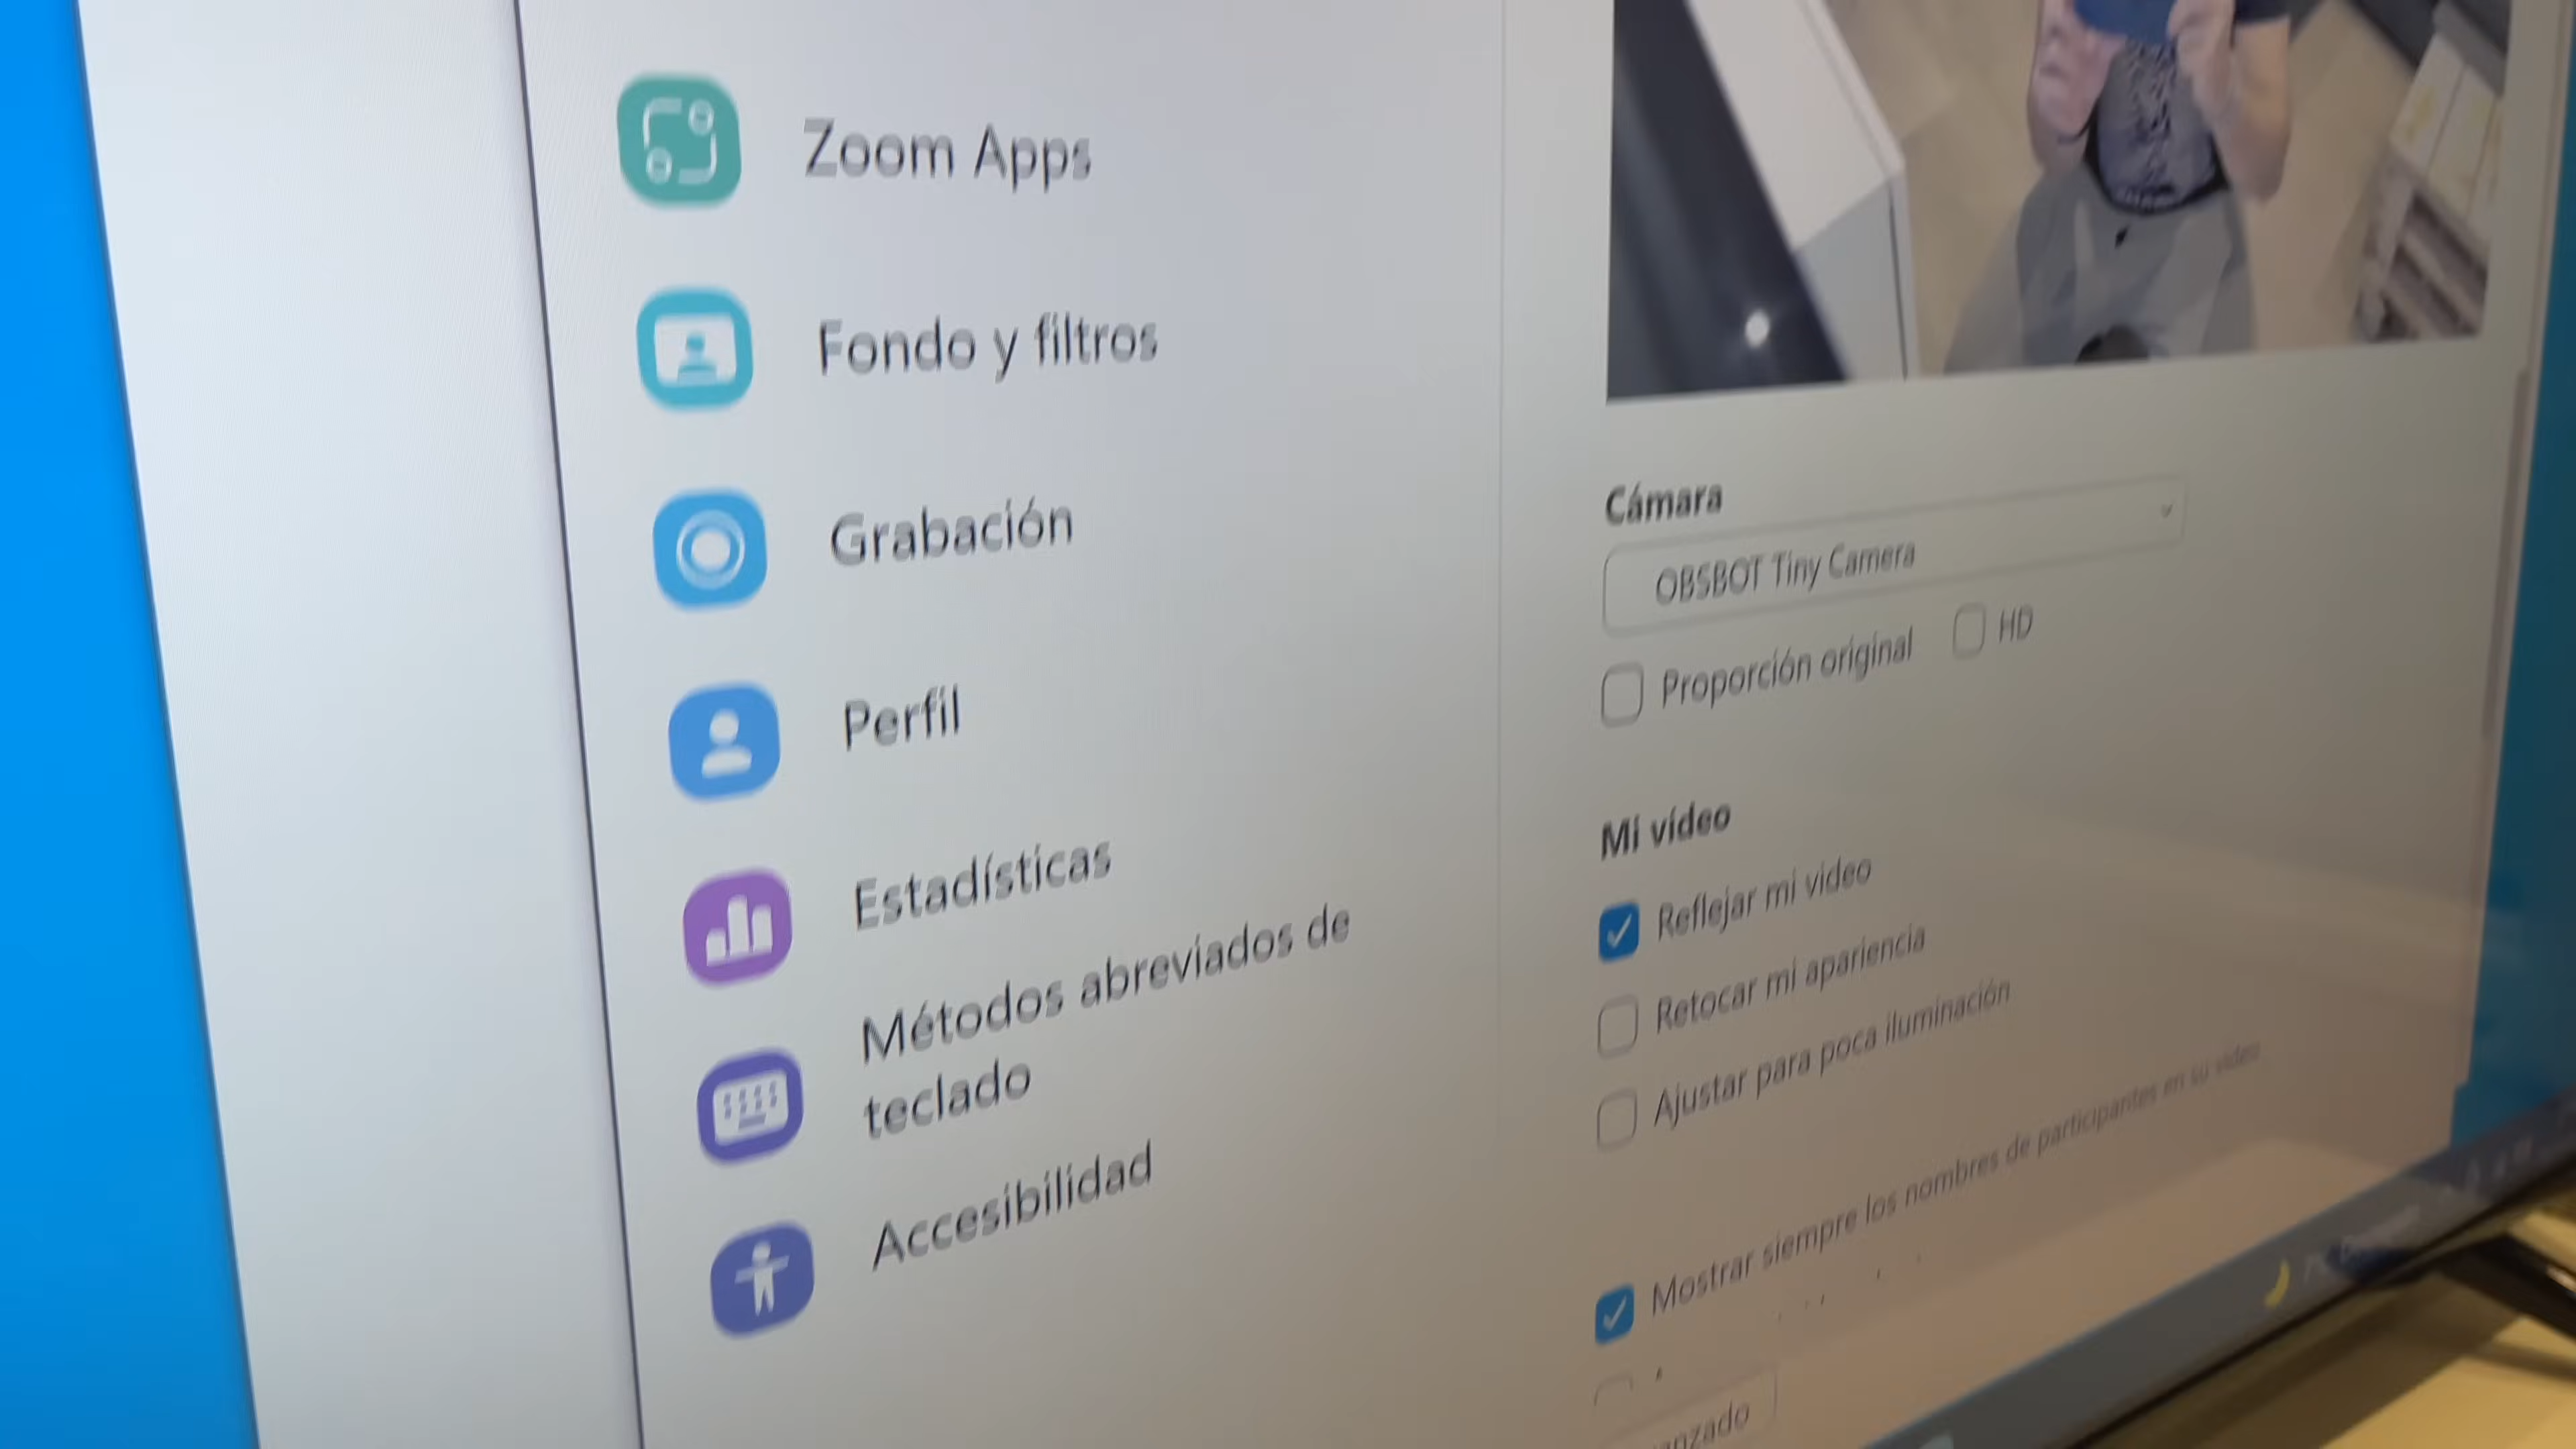 Zoom Apps
Fondo y filtros
Grabación
Perfil
Estadísticas
Métodos abreviados de
teclado
Accesibilidad
Cámara
OBSBOT Tiny Camera
Proporción original
HD
Mi vídeo
Reflejar mi video
Retocar mi apariencia
Ajustar para poca iluminación
Mostrar siempre los nombres de participantes en su video
anzado